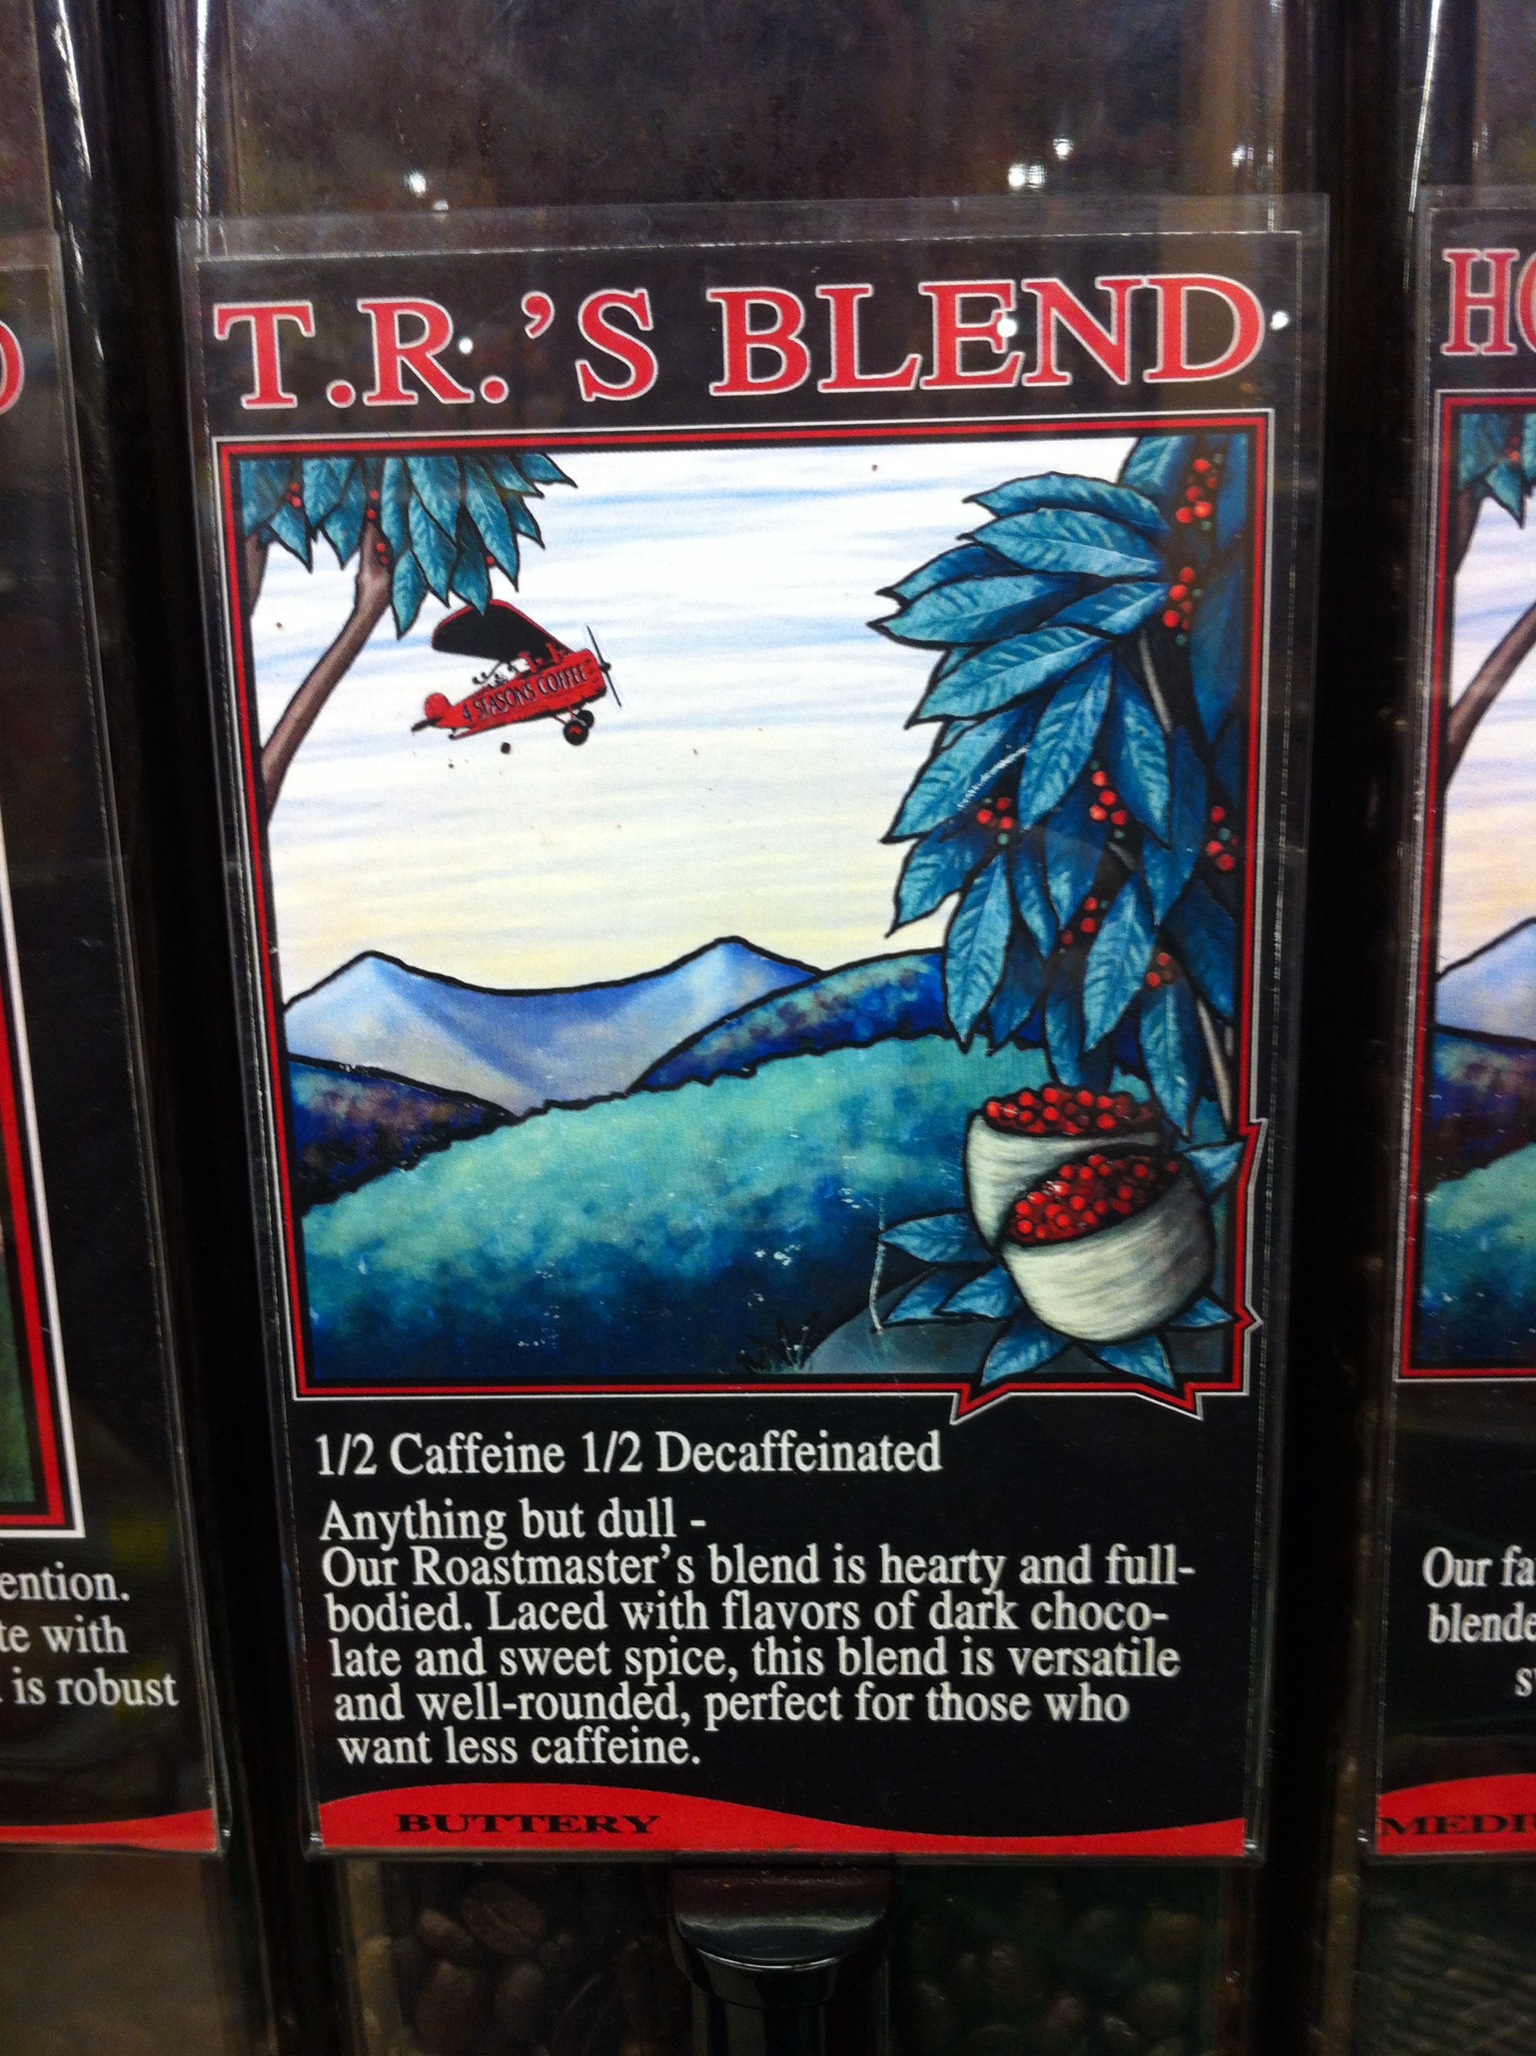 T.R.'S BLEND
4 SEASONS COFFEE
1/2 Caffeine 1/2 Decaffeinated
Anything but dull -
Our Roastmaster's blend is hearty and full-
bodied. Laced with flavors of dark choco-
late and sweet spice, this blend is versatile
and well-rounded, perfect for those who
want less caffeine.
BUTTERY
is robust
te with
ention.
HO
Our fa
blende
MEDI